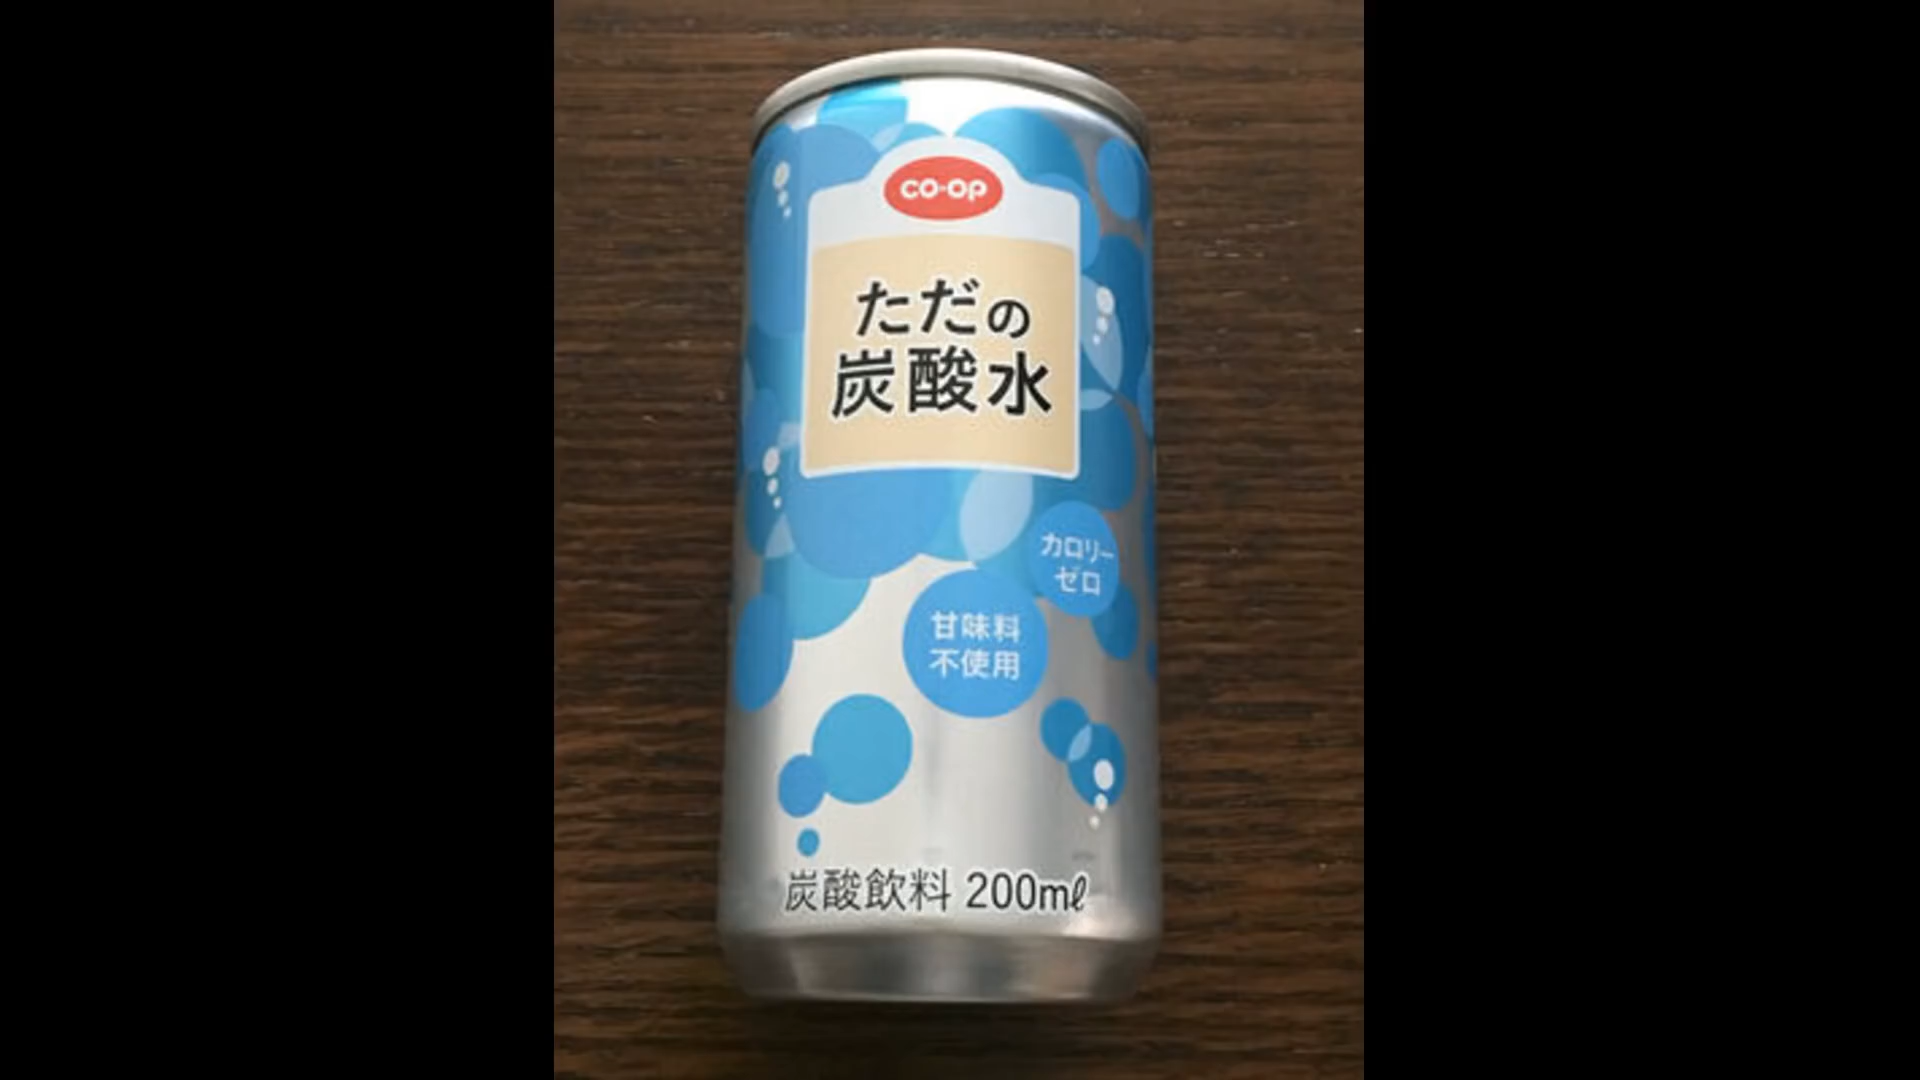 co-op
ただの
炭酸水
カロリー
ゼロ
甘味料
不使用
炭酸飲料 200mℓ